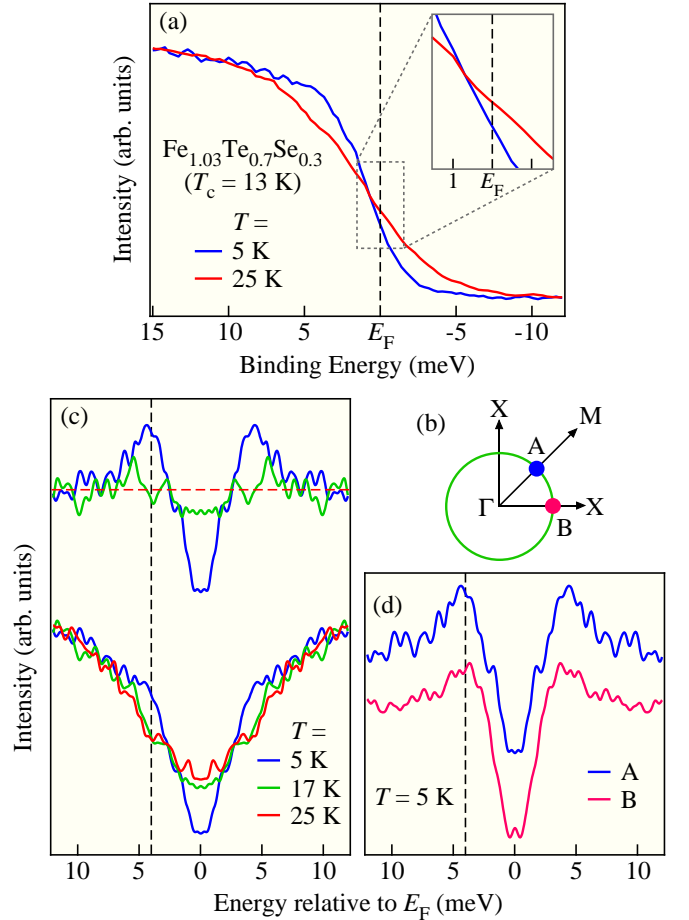 (a)
Intensity (arb. units)
Fe1.03Te0.7Se0.3
(Tc = 13 K)
T =
5 K
25 K
1 EF
15 10 5 EF -5 -10
Binding Energy (meV)
(c)
Intensity (arb. units)
T =
5 K
17 K
25 K
10 5 0 5 10
(b)
X
M
A
Γ
X
B
(d)
T = 5 K
A
B
10 5 0 5 10
Energy relative to EF (meV)